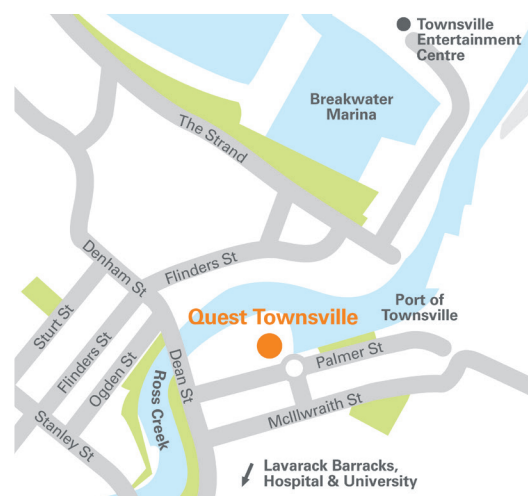 Townsville
Entertainment
Centre
Breakwater
Marina
The Strand
Denham St
Flinders St
Port of
Townsville
Quest Townsville
Sturt St
Flinders St
Ogden St
Dean St
Palmer St
Ross Creek
McIllwraith St
Stanley St
Lavarack Barracks,
Hospital & University